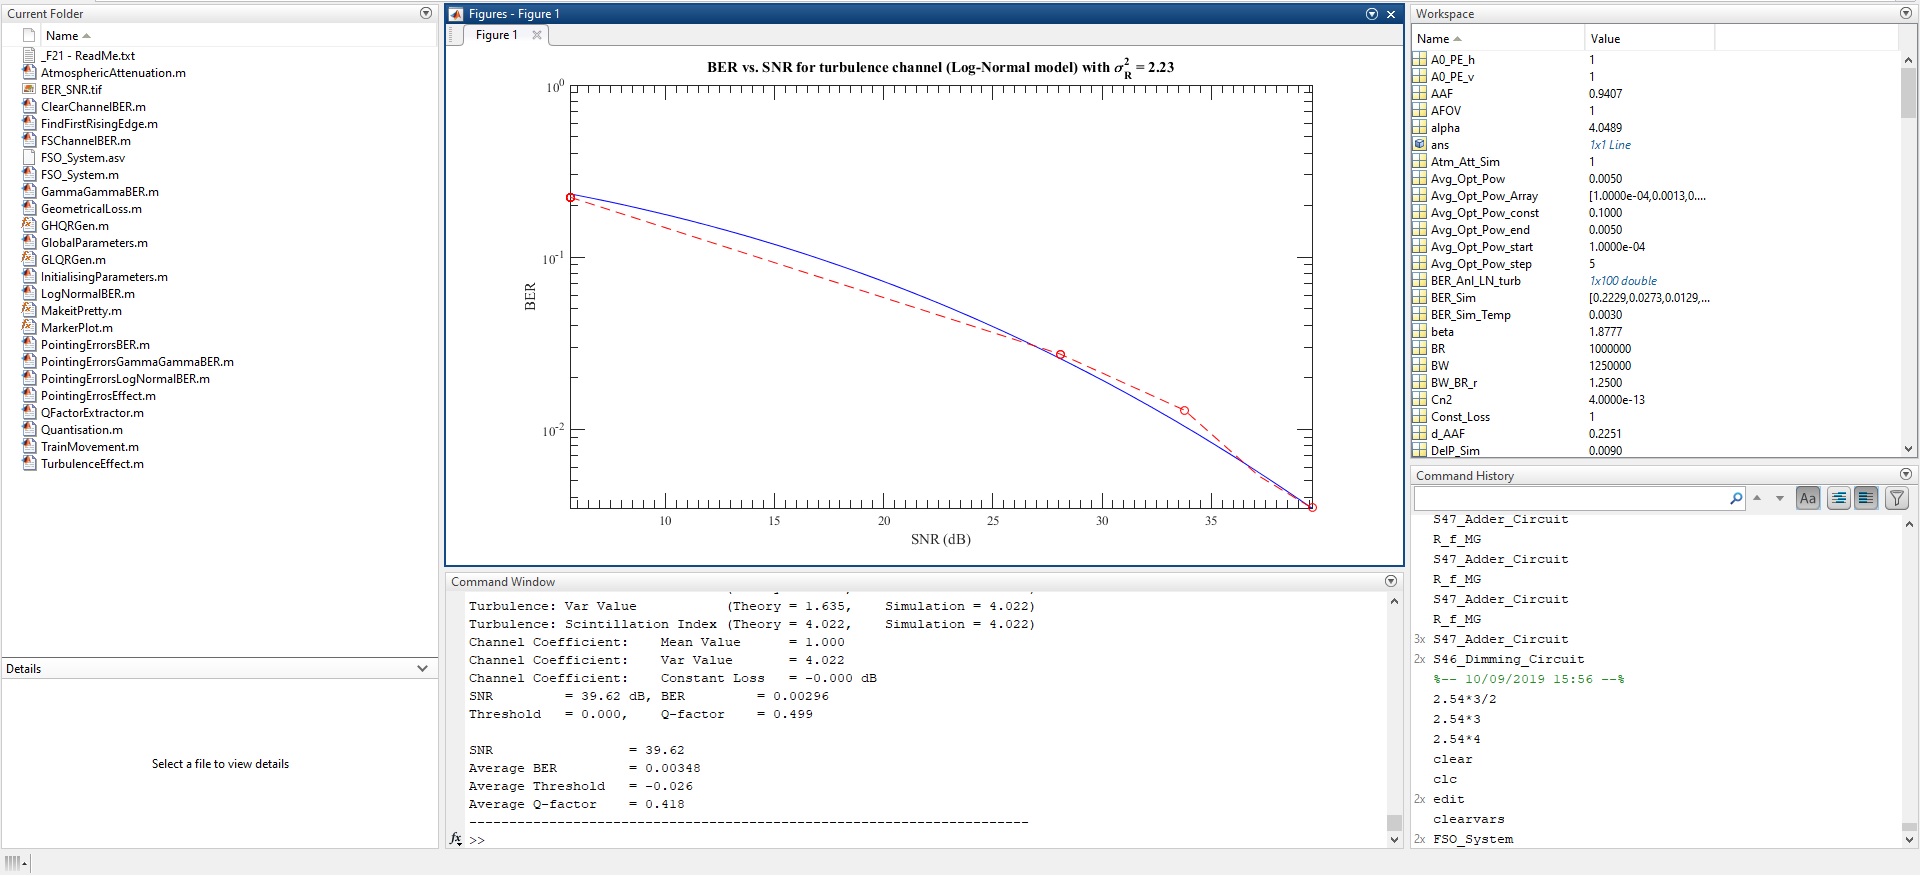 Current Folder
Name
_F21 - ReadMe.txt
AtmosphericAttenuation.m
BER_SNR.tif
ClearChannelBER.m
FindFirstRisingEdge.m
FSChannelBER.m
FSO_System.asv
FSO_System.m
GammaGammaBER.m
GeometricalLoss.m
GHQRGen.m
GlobalParameters.m
GLQRGen.m
InitialisingParameters.m
LogNormalBER.m
MakeitPretty.m
MarkerPlot.m
PointingErrorsBER.m
PointingErrorsGammaGammaBER.m
PointingErrorsLogNormalBER.m
PointingErrosEffect.m
QFactorExtractor.m
Quantisation.m
TrainMovement.m
TurbulenceEffect.m
Details
Select a file to view details
Figures - Figure 1
Figure 1
BER vs. SNR for turbulence channel (Log-Normal model) with σ²R = 2.23
10⁰
10⁻¹
10⁻²
BER
10 15 20 25 30 35
SNR (dB)
Command Window
Turbulence: Var Value (Theory = 1.635, Simulation = 4.022)
Turbulence: Scintillation Index (Theory = 4.022, Simulation = 4.022)
Channel Coefficient: Mean Value = 1.000
Channel Coefficient: Var Value = 4.022
Channel Coefficient: Constant Loss = -0.000 dB
SNR = 39.62 dB, BER = 0.00296
Threshold = 0.000, Q-factor = 0.499
SNR = 39.62
Average BER = 0.00348
Average Threshold = -0.026
Average Q-factor = 0.418
----------------------------------------------------------------------
fx >>
Workspace
Name Value
A0_PE_h 1
A0_PE_v 1
AAF 0.9407
AFOV 1
alpha 4.0489
ans 1x1 Line
Atm_Att_Sim 1
Avg_Opt_Pow 0.0050
Avg_Opt_Pow_Array [1.0000e-04,0.0013,0....
Avg_Opt_Pow_const 0.1000
Avg_Opt_Pow_end 0.0050
Avg_Opt_Pow_start 1.0000e-04
Avg_Opt_Pow_step 5
BER_Anl_LN_turb 1x100 double
BER_Sim [0.2229,0.0273,0.0129,...
BER_Sim_Temp 0.0030
beta 1.8777
BR 1000000
BW 1250000
BW_BR_r 1.2500
Cn2 4.0000e-13
Const_Loss 1
d_AAF 0.2251
DelP_Sim 0.0090
Command History
Aa
S47_Adder_Circuit
R_f_MG
S47_Adder_Circuit
R_f_MG
S47_Adder_Circuit
R_f_MG
3x S47_Adder_Circuit
2x S46_Dimming_Circuit
%-- 10/09/2019 15:56 --%
2.54*3/2
2.54*3
2.54*4
clear
clc
2x edit
clearvars
2x FSO_System